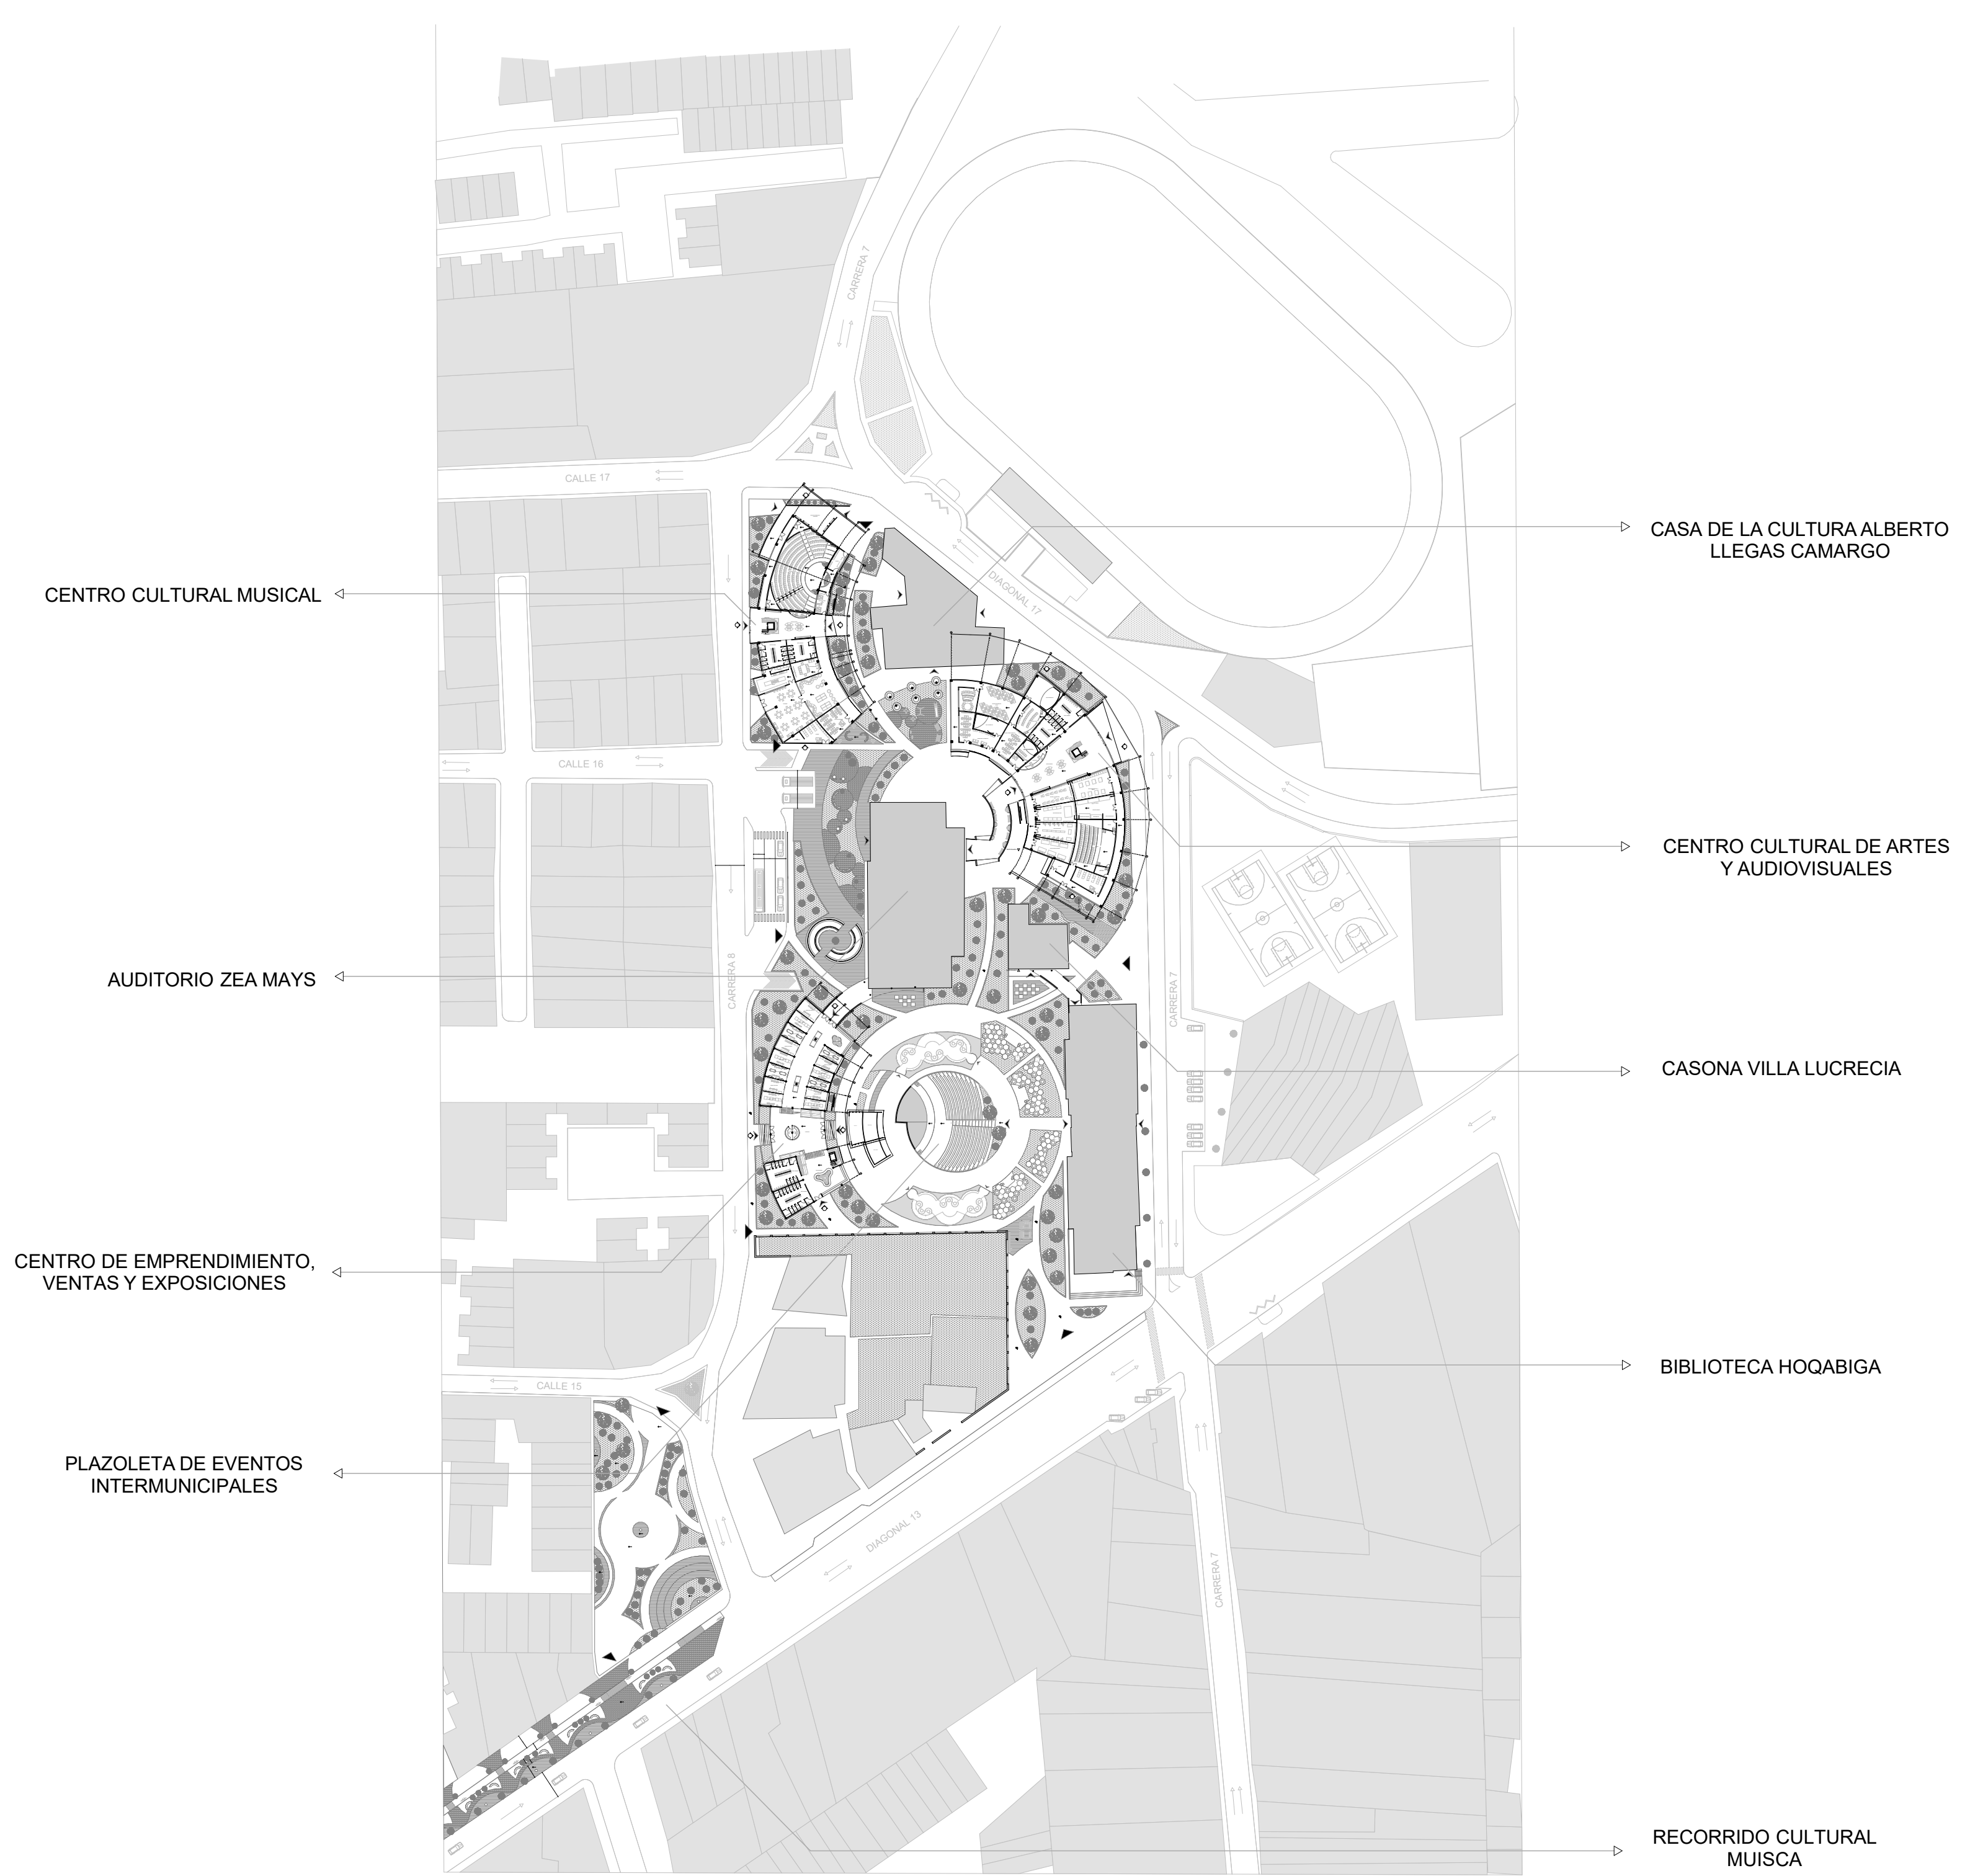 CARRERA 7
CALLE 17
CASA DE LA CULTURA ALBERTO
LLEGAS CAMARGO
DIAGONAL 17
CENTRO CULTURAL MUSICAL
CALLE 16
CENTRO CULTURAL DE ARTES
Y AUDIOVISUALES
AUDITORIO ZEA MAYS
CARRERA 8
CARRERA 7
CASONA VILLA LUCRECIA
CENTRO DE EMPRENDIMIENTO,
VENTAS Y EXPOSICIONES
BIBLIOTECA HOQABIGA
CALLE 15
PLAZOLETA DE EVENTOS
INTERMUNICIPALES
DIAGONAL 13
CARRERA 7
RECORRIDO CULTURAL
MUISCA